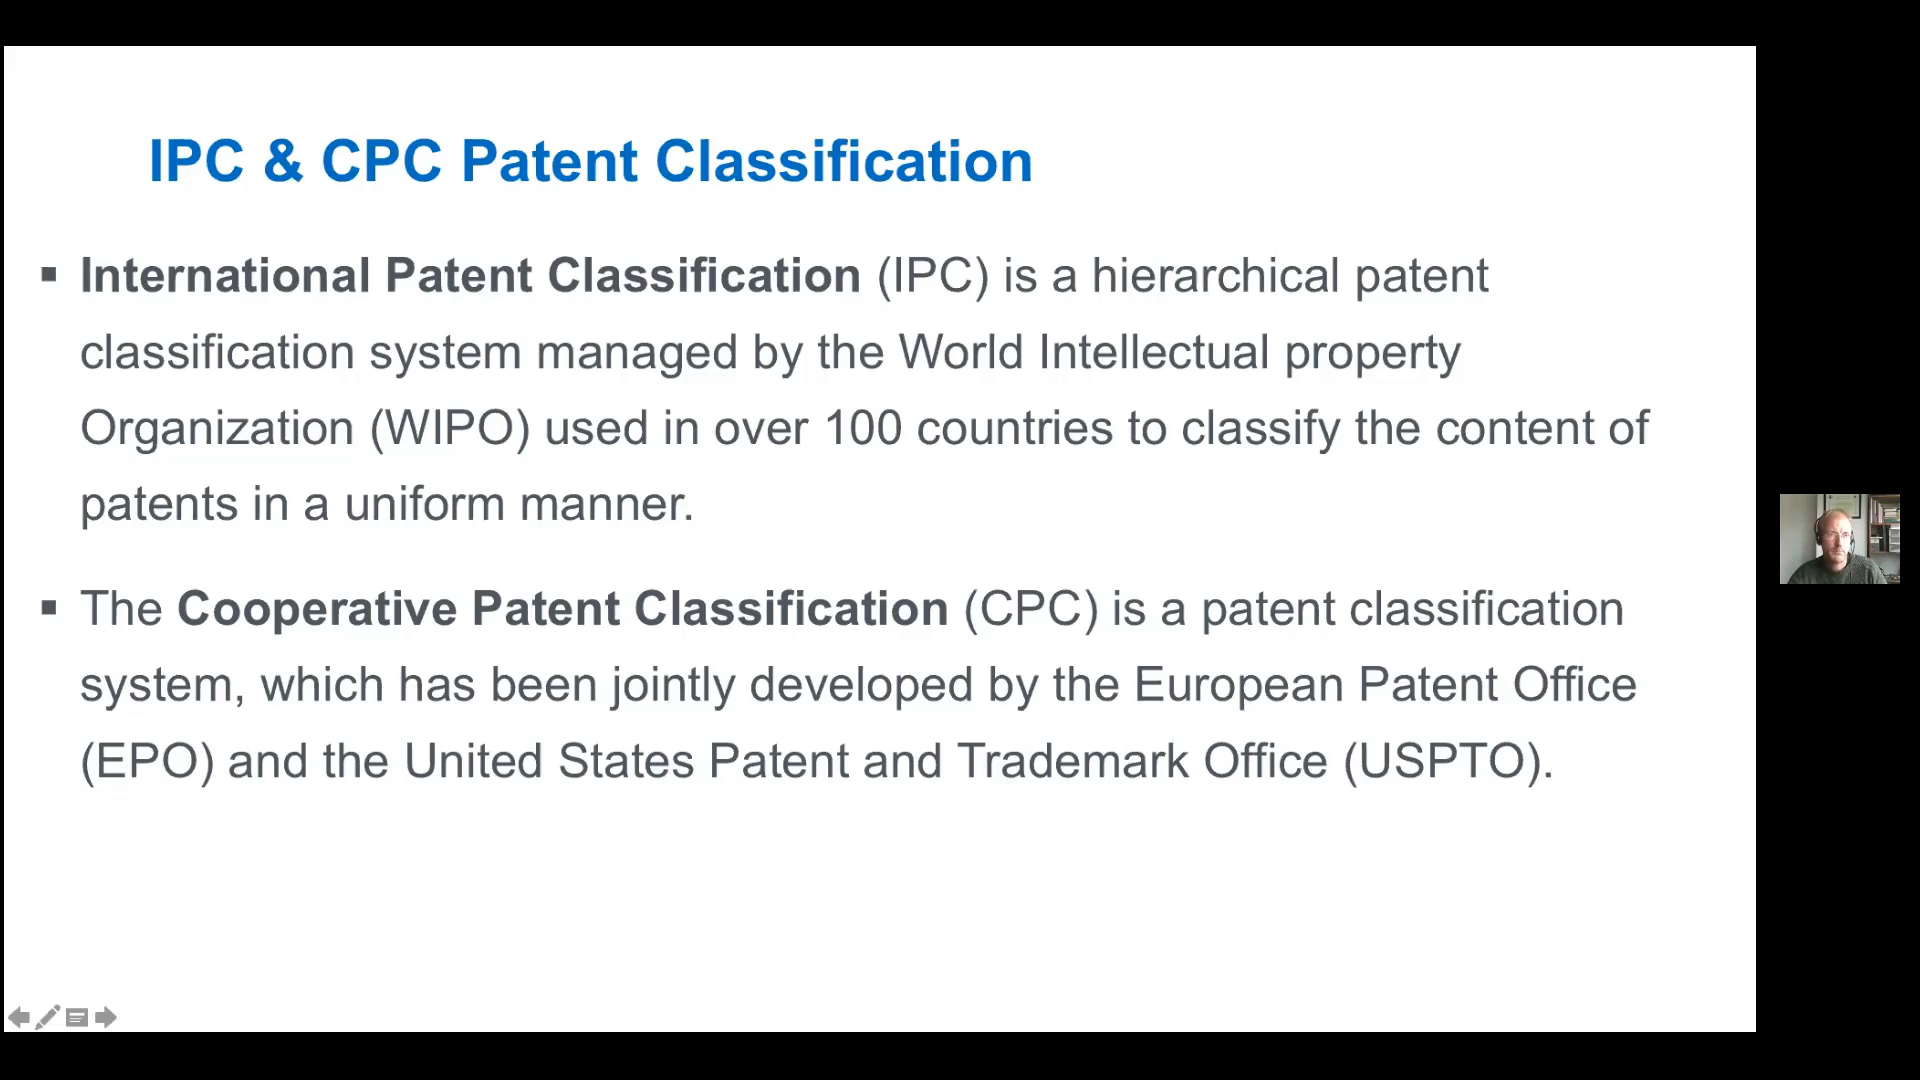 IPC & CPC Patent Classification
▪ International Patent Classification (IPC) is a hierarchical patent
classification system managed by the World Intellectual property
Organization (WIPO) used in over 100 countries to classify the content of
patents in a uniform manner.
▪ The Cooperative Patent Classification (CPC) is a patent classification
system, which has been jointly developed by the European Patent Office
(EPO) and the United States Patent and Trademark Office (USPTO).